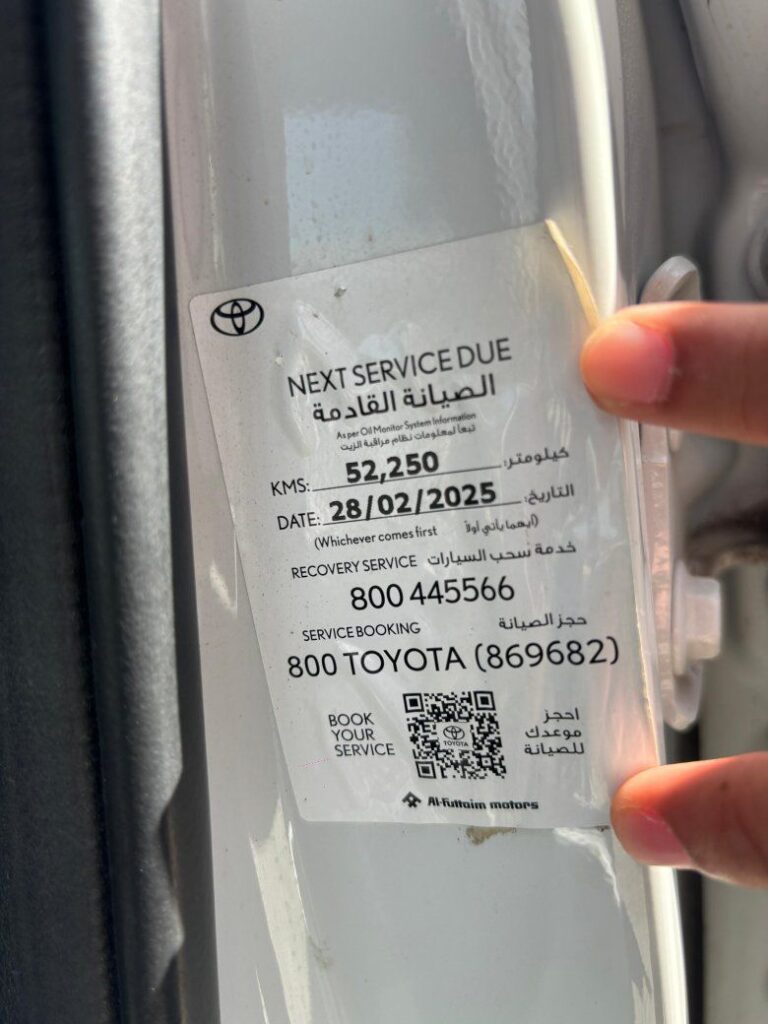 NEXT SERVICE DUE
الصيانة القادمة
As per Oil Monitor System Information
تبعاً لمعلومات نظام مراقبة الزيت
KMS: 52,250 كيلومتر:
DATE: 28/02/2025 التاريخ:
(Whichever comes first أيهما يأتي أولاً)
RECOVERY SERVICE خدمة سحب السيارات
800 445566
SERVICE BOOKING حجز الصيانة
800 TOYOTA (869682)
BOOK YOUR SERVICE
TOYOTA
احجز موعدك للصيانة
Al-Futtaim motors